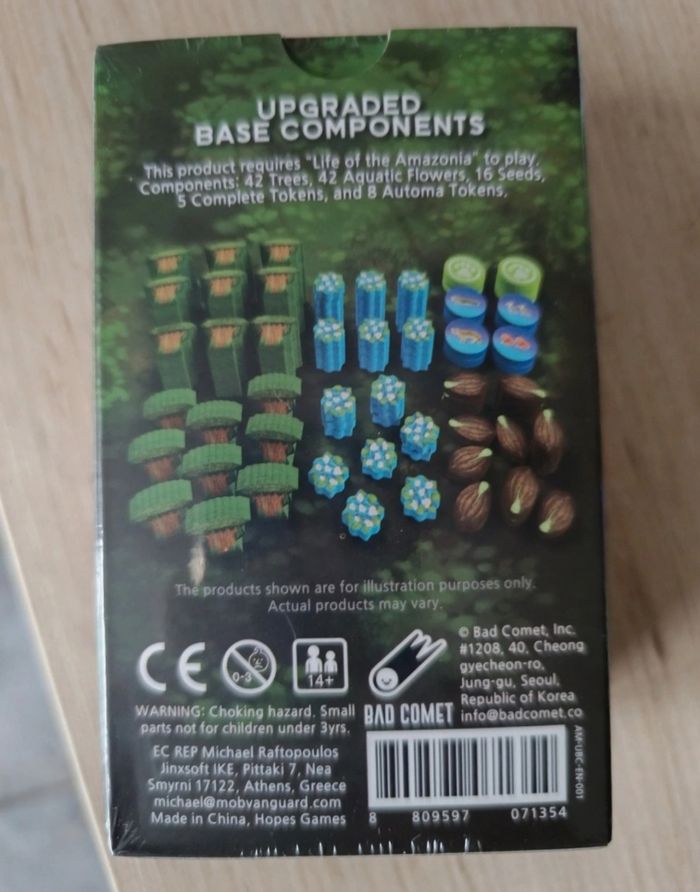 UPGRADED
BASE COMPONENTS
This product requires "Life of the Amazonia" to play.
Components: 42 Trees, 42 Aquatic Flowers, 16 Seeds,
5 Complete Tokens, and 8 Automa Tokens.
The products shown are for illustration purposes only.
Actual products may vary.
CE
0-3
14+
WARNING: Choking hazard. Small
parts not for children under 3yrs.
EC REP Michael Raftopoulos
Jinxsoft IKE, Pittaki 7, Nea
Smyrni 17122, Athens, Greece
michael@mobvanguard.com
Made in China, Hopes Games
BAD COMET
© Bad Comet, Inc.
#1208, 40, Cheong
gyecheon-ro,
Jung-gu, Seoul,
Republic of Korea
info@badcomet.co
AM-UBC-EN-001
8 809597 071354